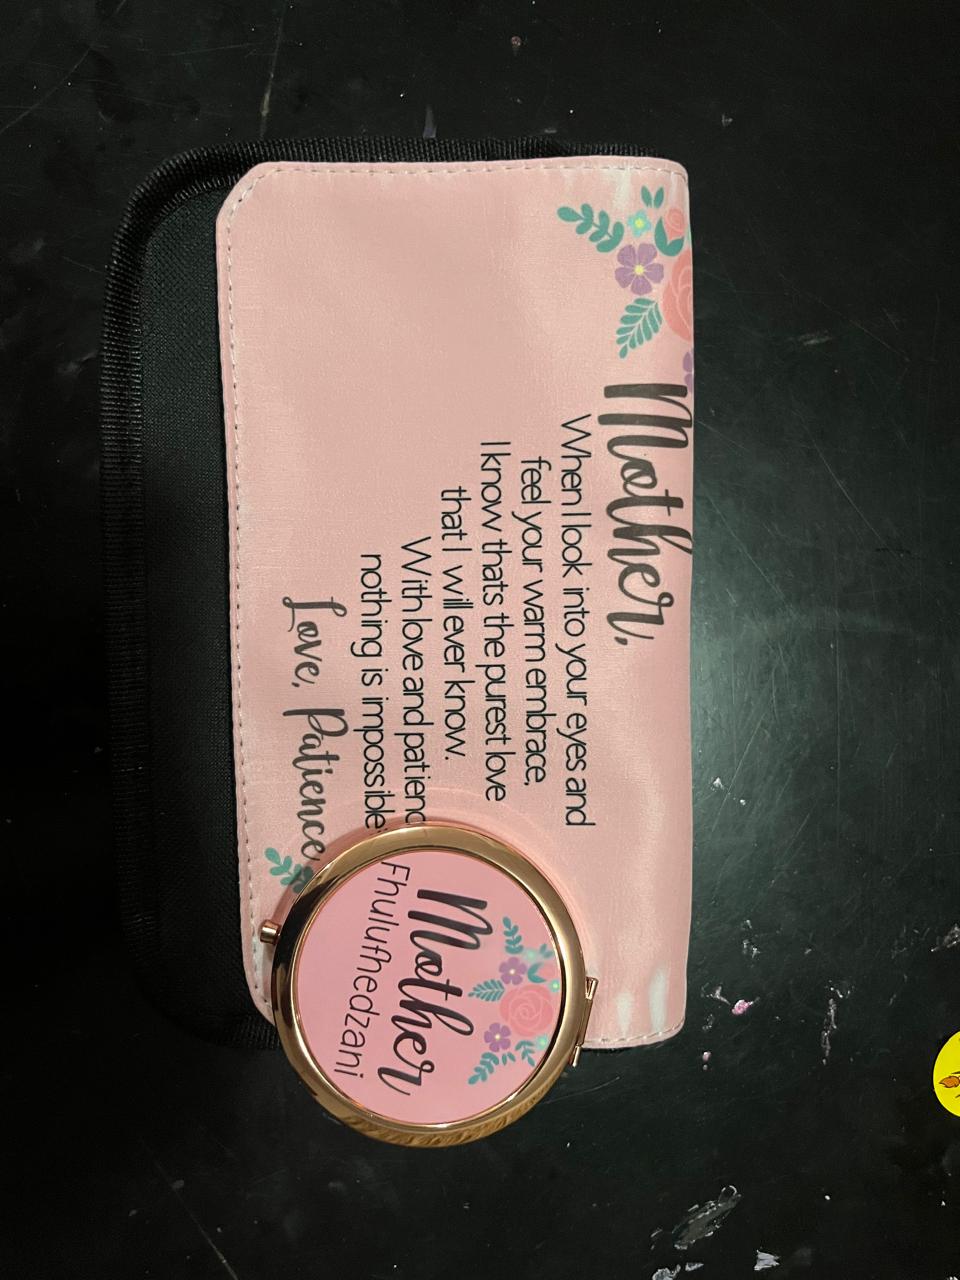 Mother,
When I look into your eyes and
feel your warm embrace,
I know thats the purest love
that I will ever know.
With love and patienc
nothing is impossible
Love, Patience
Mother
Fhulufhedzani